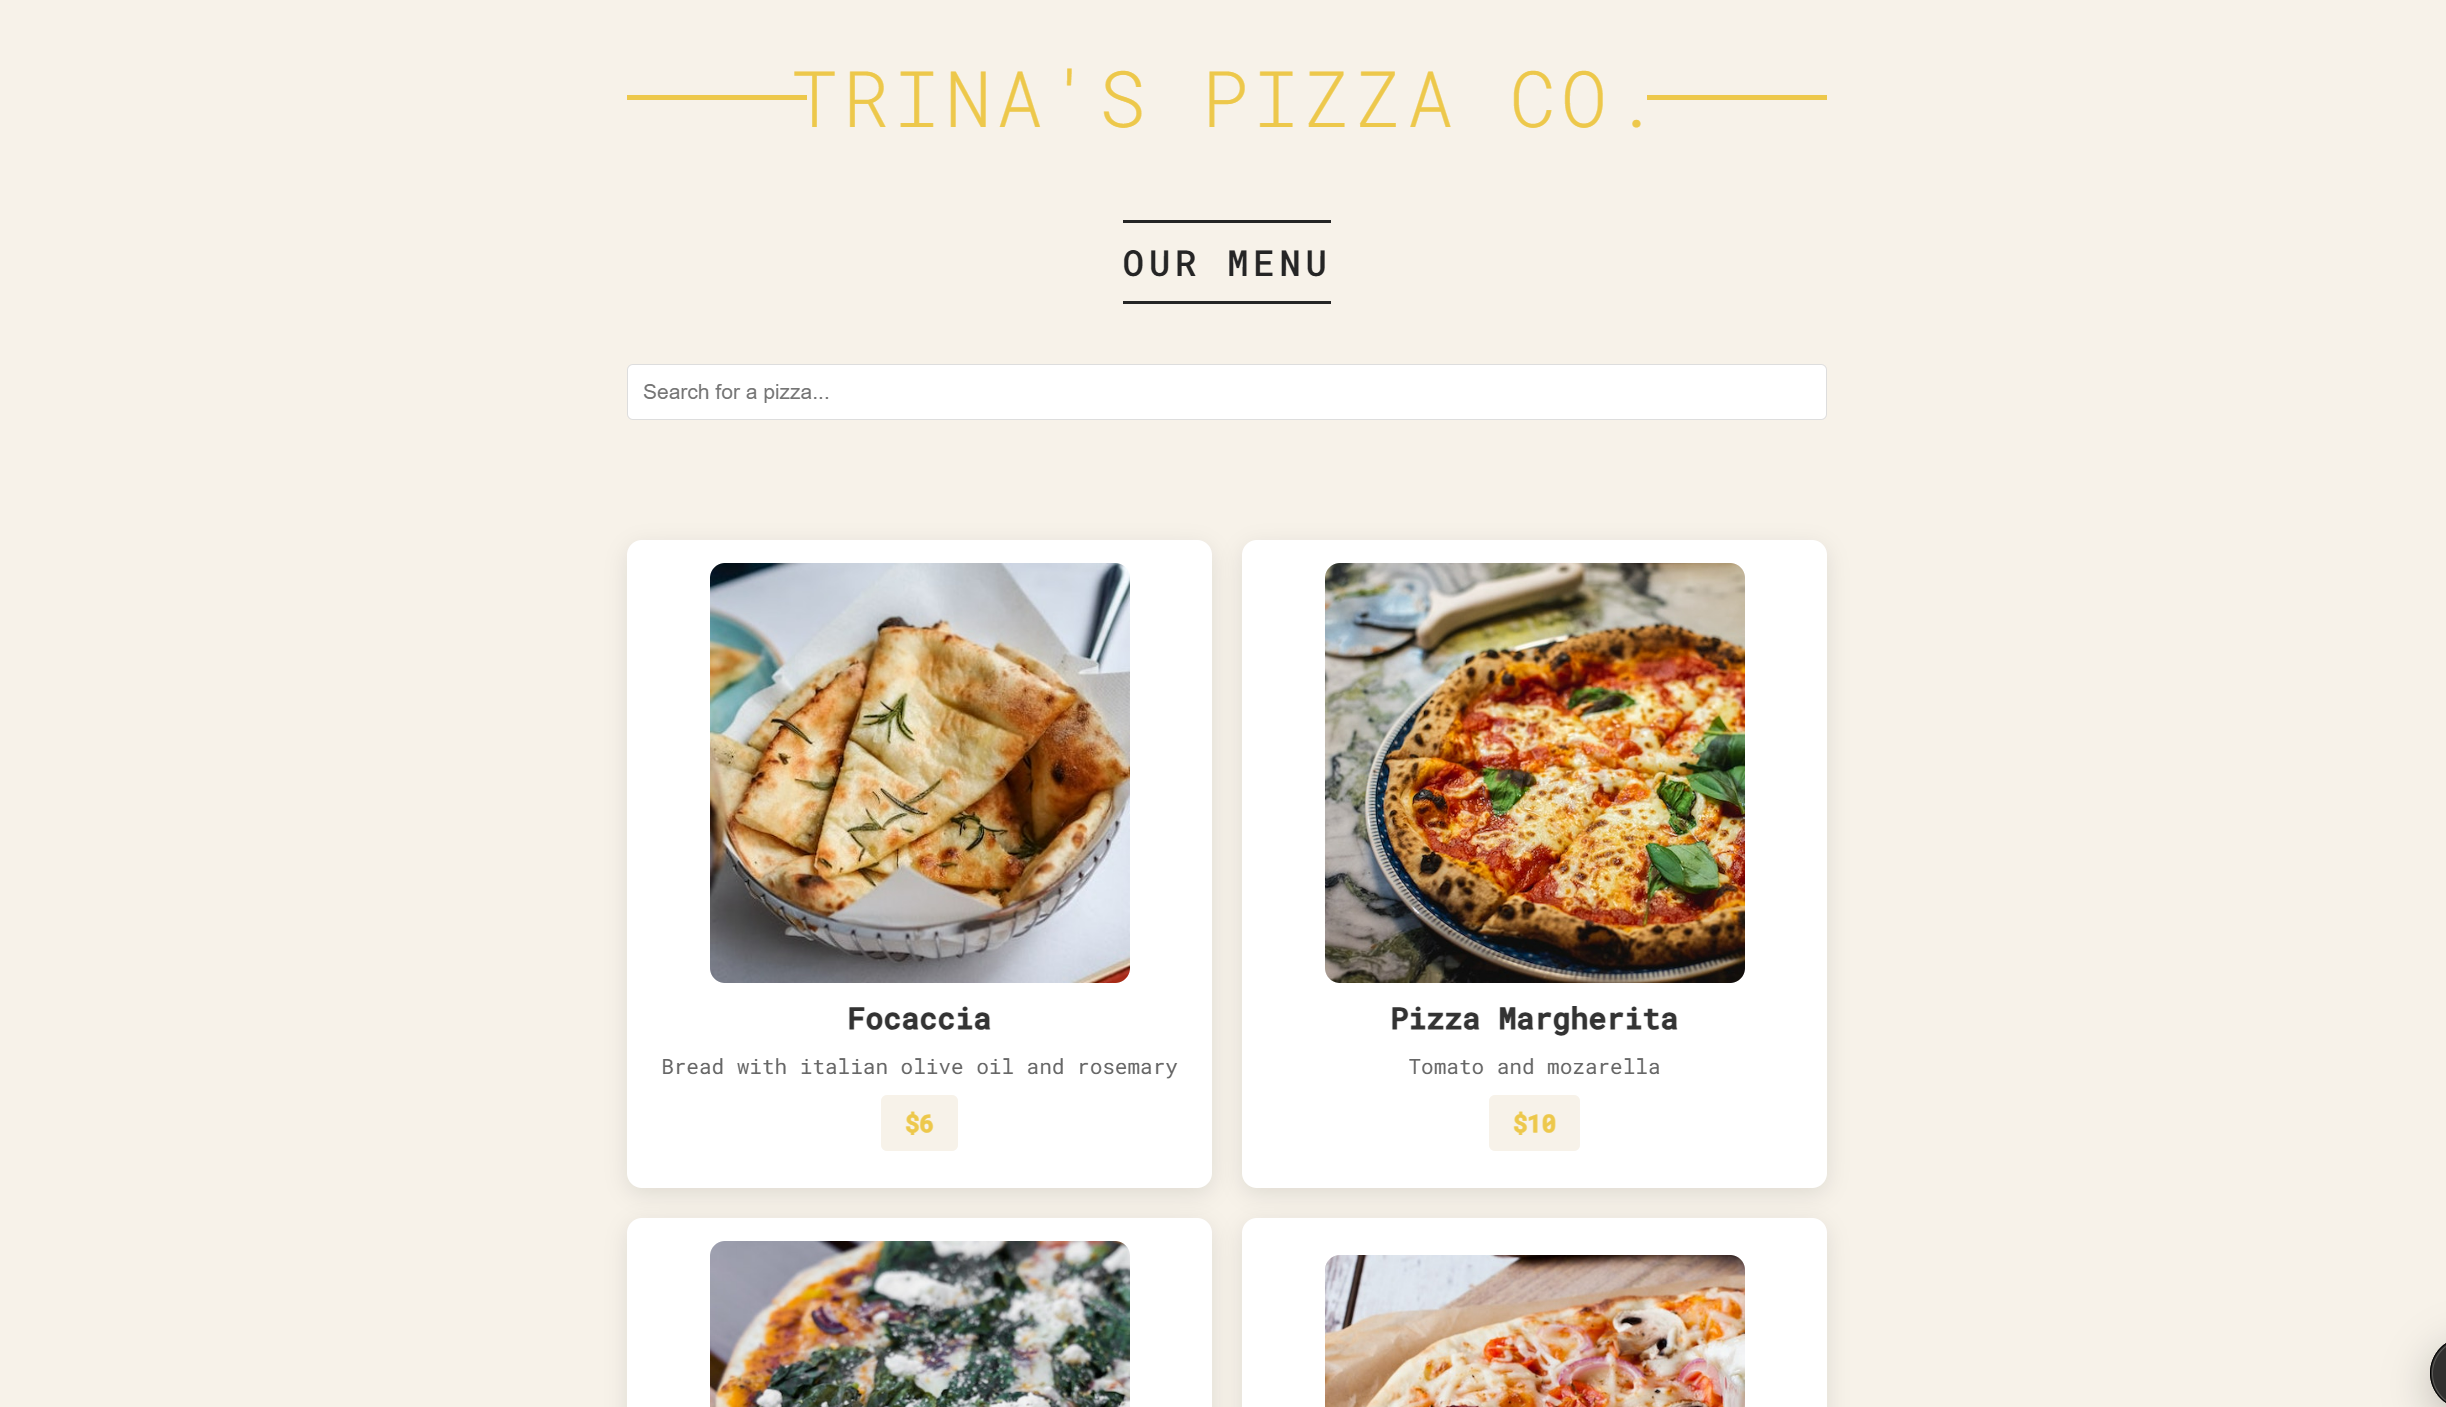 TRINA'S PIZZA CO.
OUR MENU
Search for a pizza...
Focaccia
Bread with italian olive oil and rosemary
$6
Pizza Margherita
Tomato and mozarella
$10